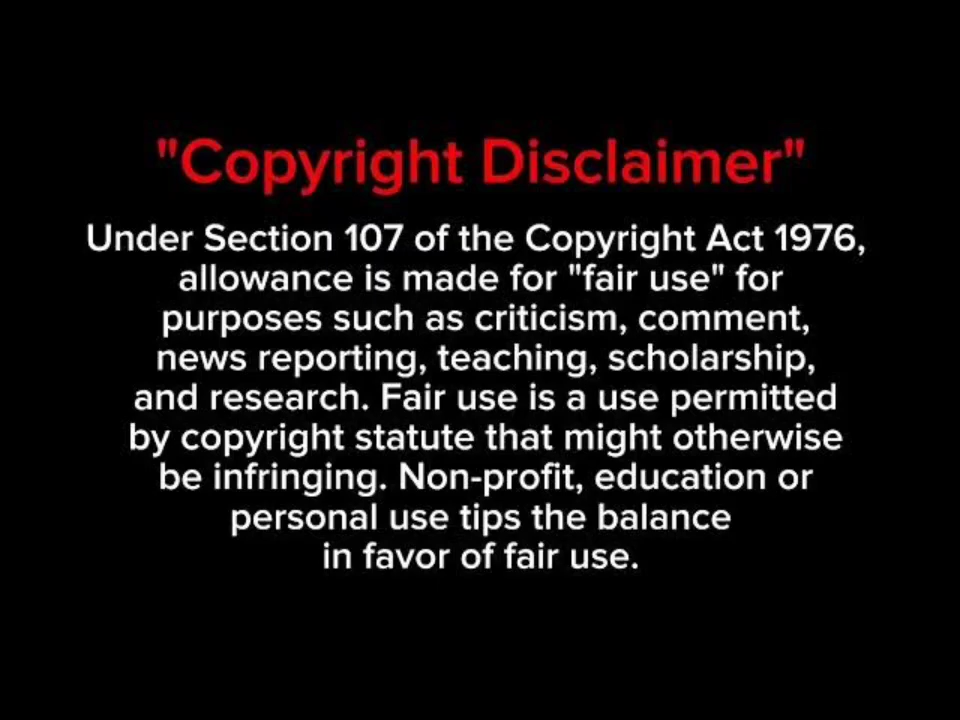 "Copyright Disclaimer"
Under Section 107 of the Copyright Act 1976,
allowance is made for "fair use" for
purposes such as criticism, comment,
news reporting, teaching, scholarship,
and research. Fair use is a use permitted
by copyright statute that might otherwise
be infringing. Non-profit, education or
personal use tips the balance
in favor of fair use.